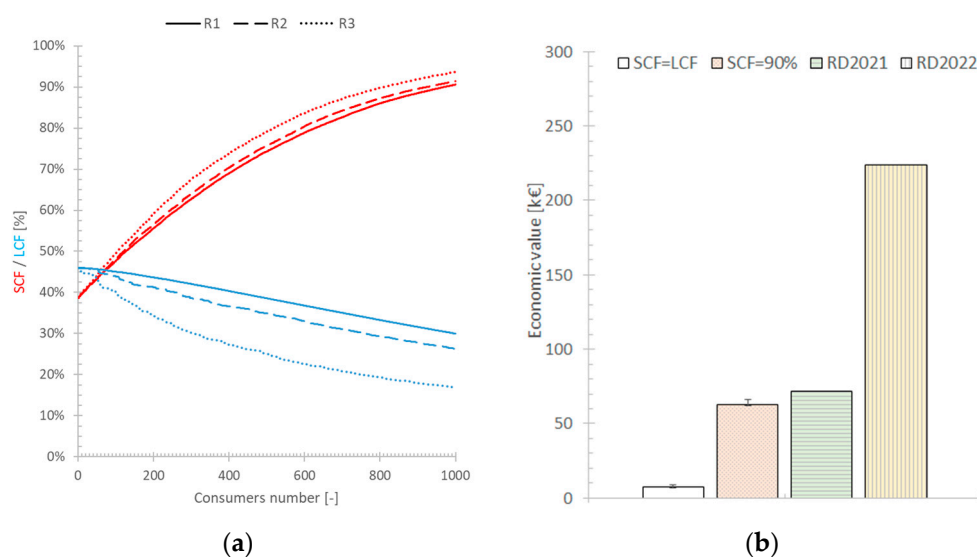 R1 R2 R3
100%
90%
80%
70%
60%
50%
40%
30%
20%
10%
0%
SCF / LCF [%]
0 200 400 600 800 1000
Consumers number [-]
(a)
300
250
200
150
100
50
0
Economic value [k€]
SCF=LCF SCF=90% RD2021 RD2022
(b)